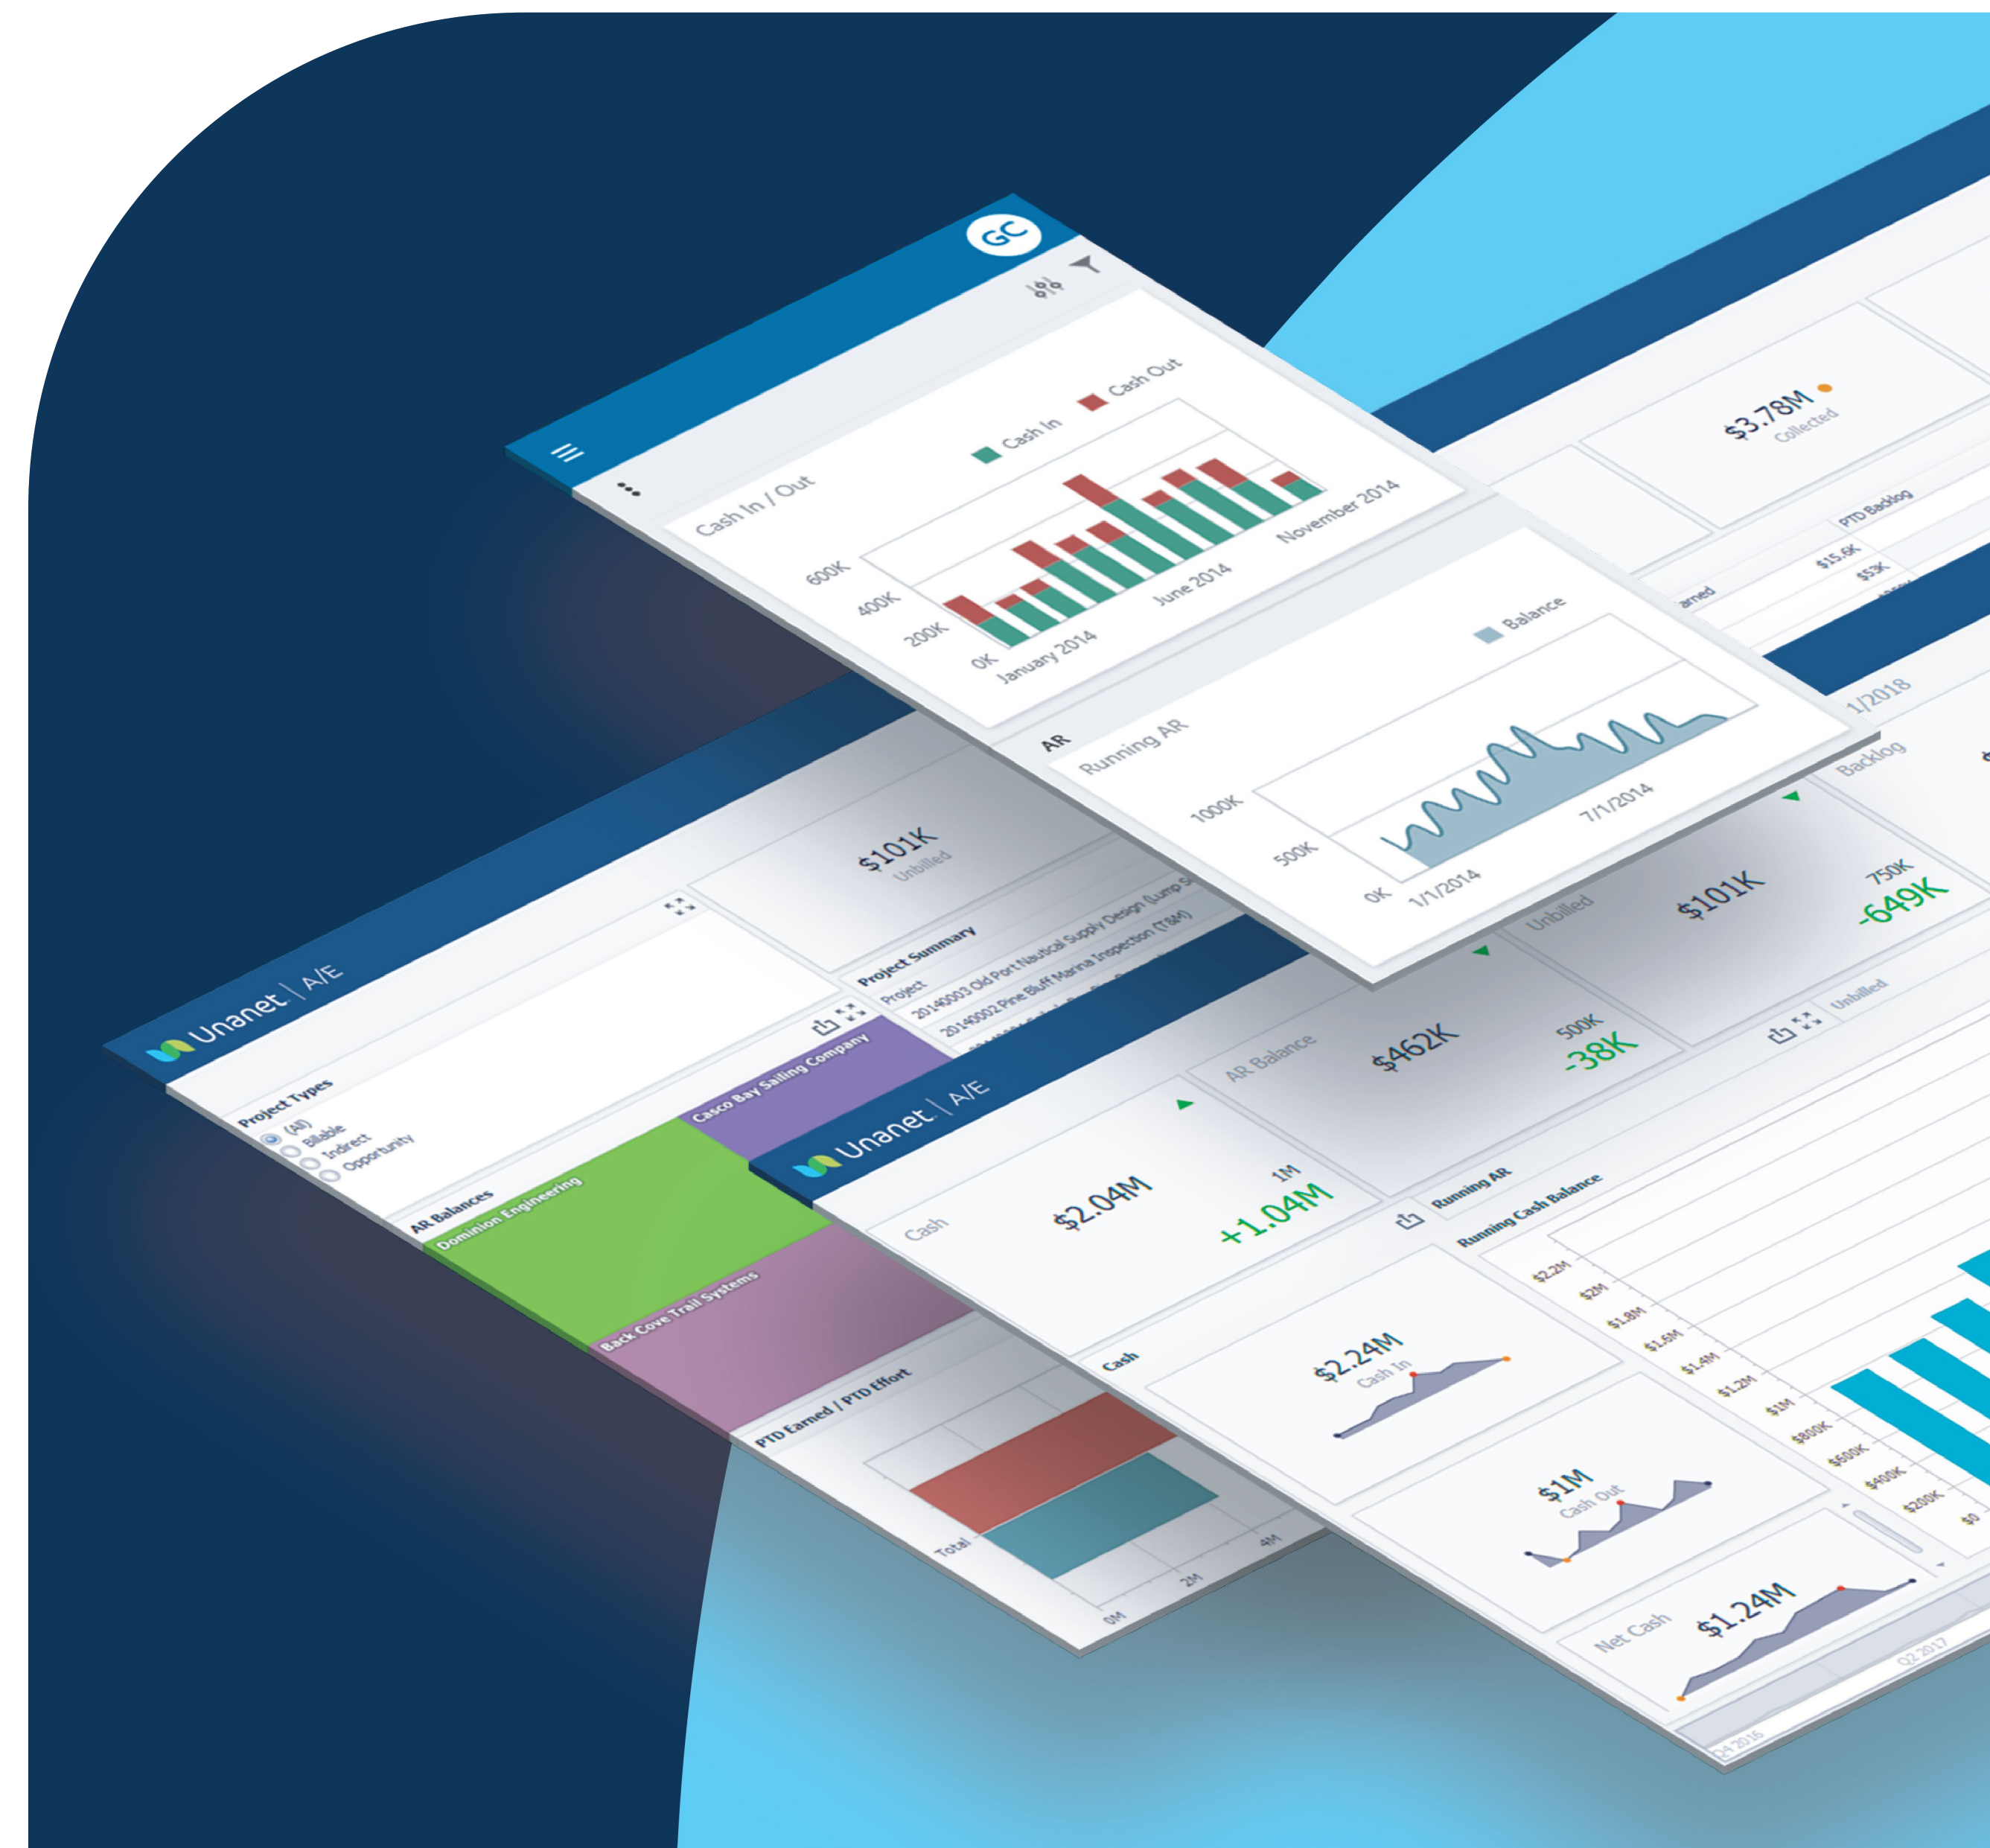 GC
Cash In / Out
Cash In
Cash Out
600K
400K
200K
0K
January 2014
June 2014
November 2014
AR
Running AR
Balance
1000K
500K
0K
1/1/2014
7/1/2014
$3.78M
Collected
PTD Backlog
$15.6K
$53K
Unanet | A/E
$101K
Unbilled
Project Types
(All)
Billable
Indirect
Opportunity
Project Summary
Project
20140003 Old Port Nautical Supply Design (Lump
20140002 Pine Bluff Marina Inspection (T&M)
AR Balances
Casco Bay Sailing Company
Dominion Engineering
Back Cove Trail Systems
PTD Earned / PTD Effort
Total
0M
2M
4M
Unanet | A/E
1/2018
Cash
$2.04M
1M
+1.04M
AR Balance
$462K
500K
-38K
Unbilled
$101K
750K
-649K
Backlog
Cash
$2.24M
Cash In
$1M
Cash Out
Net Cash
$1.24M
Running AR
Unbilled
Running Cash Balance
$2.2M
$2M
$1.8M
$1.6M
$1.4M
$1.2M
$1M
$800K
$600K
$400K
$200K
$0
Q4 2016
Q2 2017